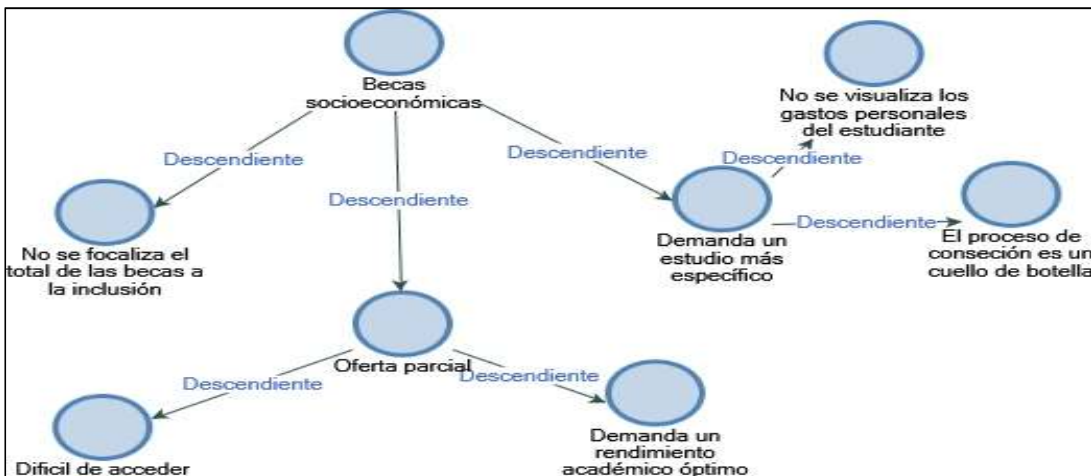 Becas
socioeconómicas
No se visualiza los
gastos personales
del estudiante
Descendiente
Descendiente
Descendiente
Descendiente
Descendiente
No se focaliza el
total de las becas a
la inclusión
Demanda un
estudio más
específico
El proceso de
conseción es un
cuello de botella
Oferta parcial
Descendiente
Descendiente
Dificil de acceder
Demanda un
rendimiento
académico óptimo